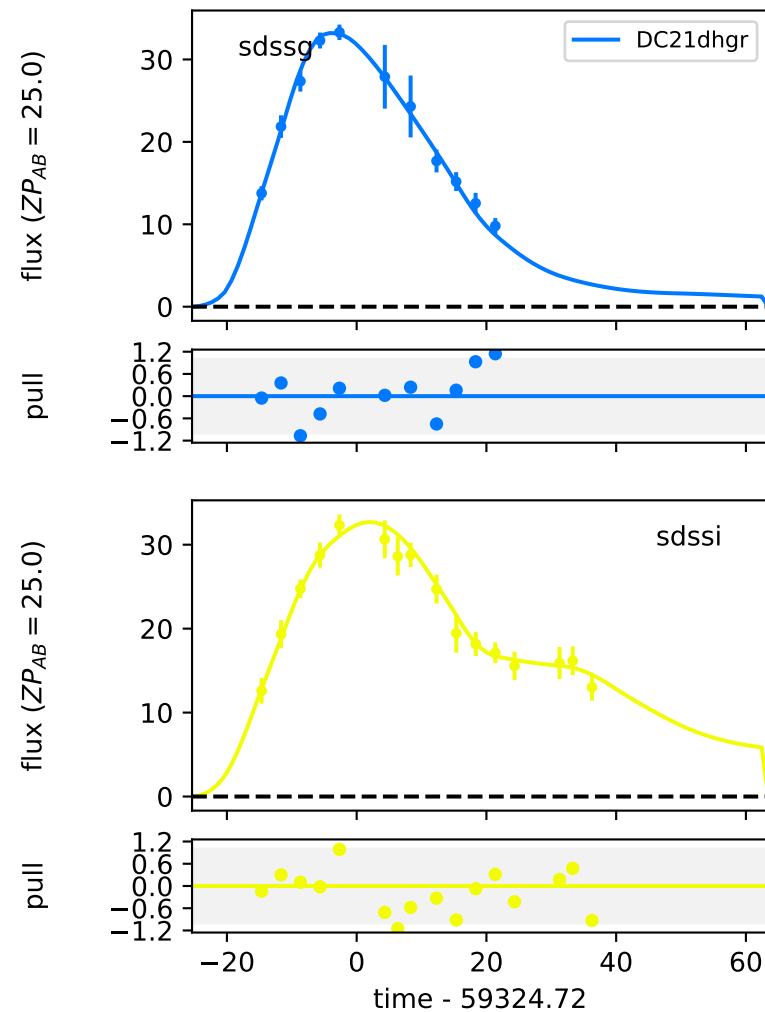 sdssg
DC21dhgr
flux (ZP_AB = 25.0)
30
20
10
0
pull
1.2
0.6
0.0
−0.6
−1.2
sdssi
flux (ZP_AB = 25.0)
30
20
10
0
pull
1.2
0.6
0.0
−0.6
−1.2
−20 0 20 40 60
time - 59324.72